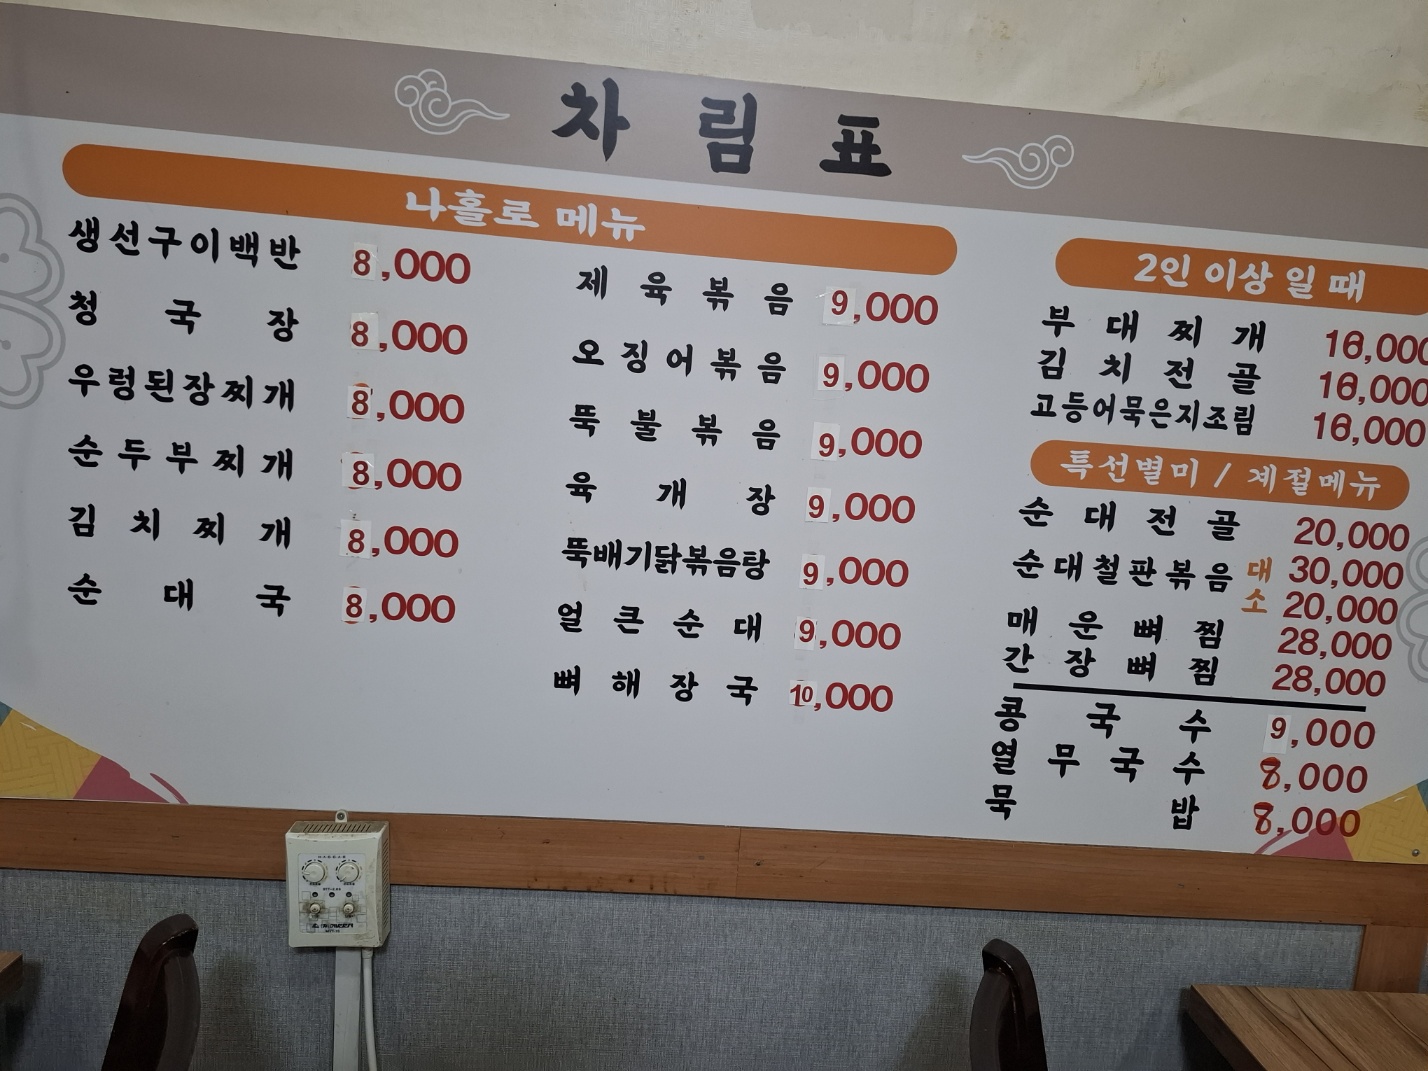 차림표
나홀로 메뉴
생선구이백반 8,000
청국장 8,000
우렁된장찌개 8,000
순두부찌개 8,000
김치찌개 8,000
순대국 8,000
제육볶음 9,000
오징어볶음 9,000
뚝불볶음 9,000
육개장 9,000
뚝배기닭볶음탕 9,000
얼큰순대 9,000
뼈해장국 10,000
2인 이상 일 때
부대찌개 16,000
김치전골 16,000
고등어묵은지조림 16,000
특선별미 / 계절메뉴
순대전골 20,000
순대철판볶음 대 30,000
소 20,000
매운뼈찜 28,000
간장뼈찜 28,000
콩국수 9,000
열무국수 8,000
묵밥 8,000